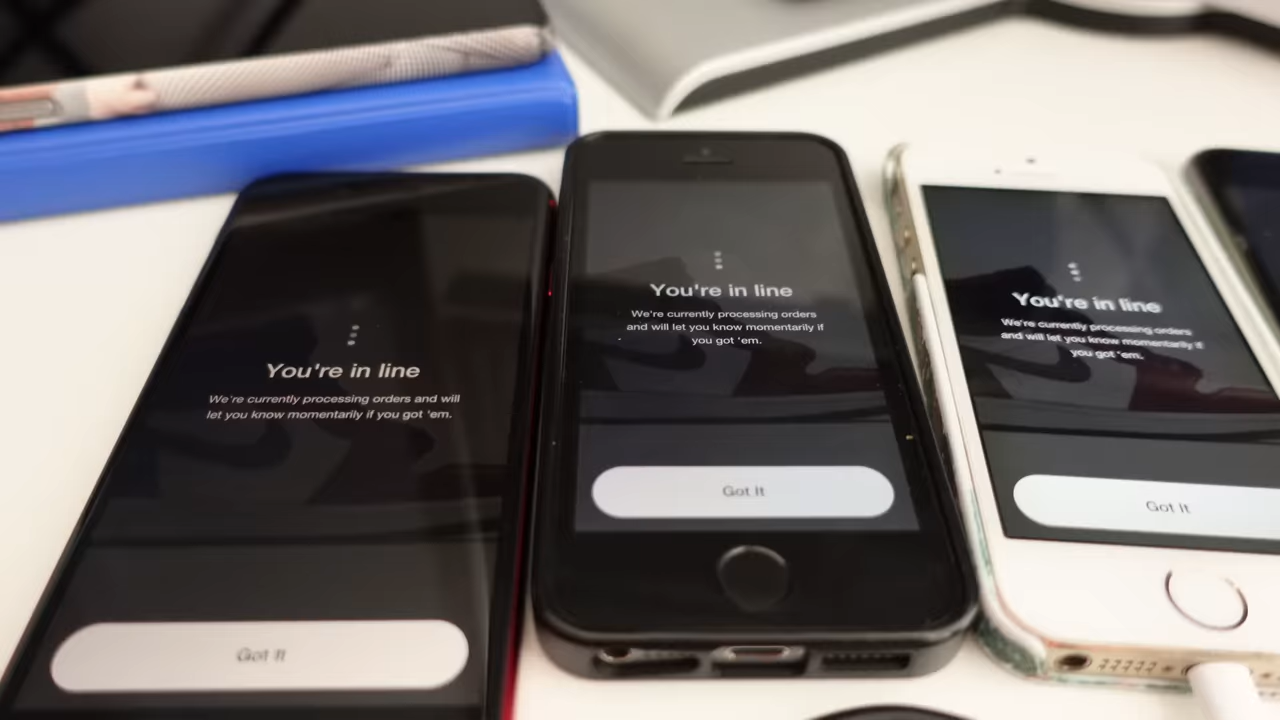 You're in line
We're currently processing orders and will
let you know momentarily if you got 'em.
Got It
You're in line
We're currently processing orders
and will let you know momentarily if
you got 'em.
Got It
You're in line
We're currently processing orders
and will let you know momentarily if
you got 'em.
Got It